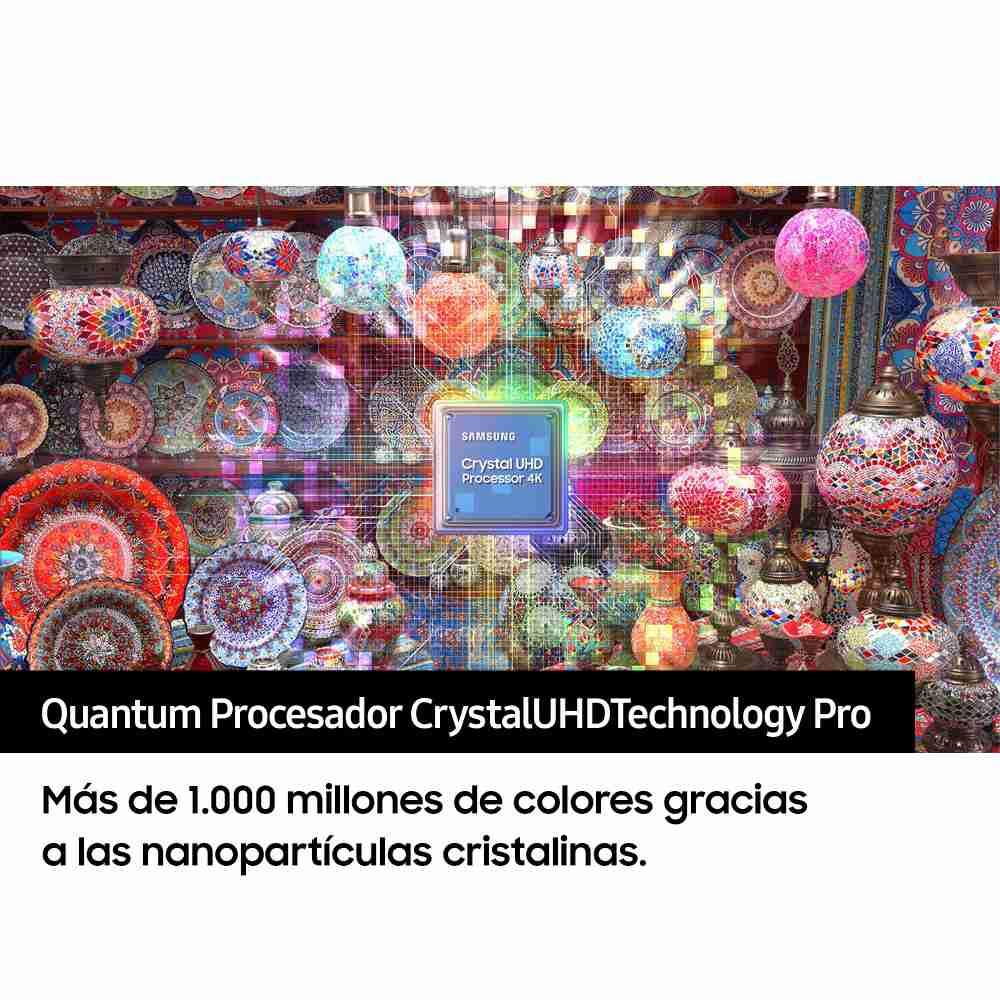 SAMSUNG
Crystal UHD
Processor 4K
Quantum Procesador CrystalUHDTechnology Pro
Más de 1.000 millones de colores gracias
a las nanopartículas cristalinas.